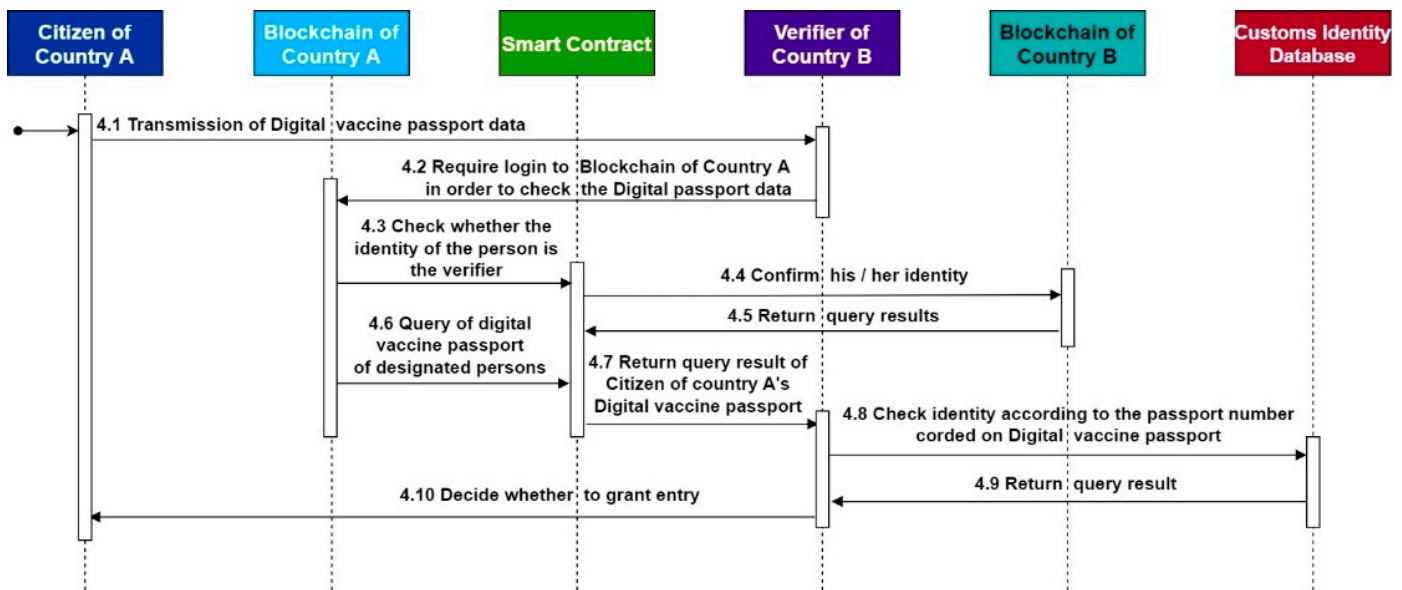 Citizen of
Country A
Blockchain of
Country A
Smart Contract
Verifier of
Country B
Blockchain of
Country B
Customs Identity
Database
4.1 Transmission of Digital vaccine passport data
4.2 Require login to Blockchain of Country A
in order to check the Digital passport data
4.3 Check whether the
identity of the person is
the verifier
4.4 Confirm his / her identity
4.5 Return query results
4.6 Query of digital
vaccine passport
of designated persons
4.7 Return query result of
Citizen of country A's
Digital vaccine passport
4.8 Check identity according to the passport number
corded on Digital vaccine passport
4.9 Return query result
4.10 Decide whether to grant entry